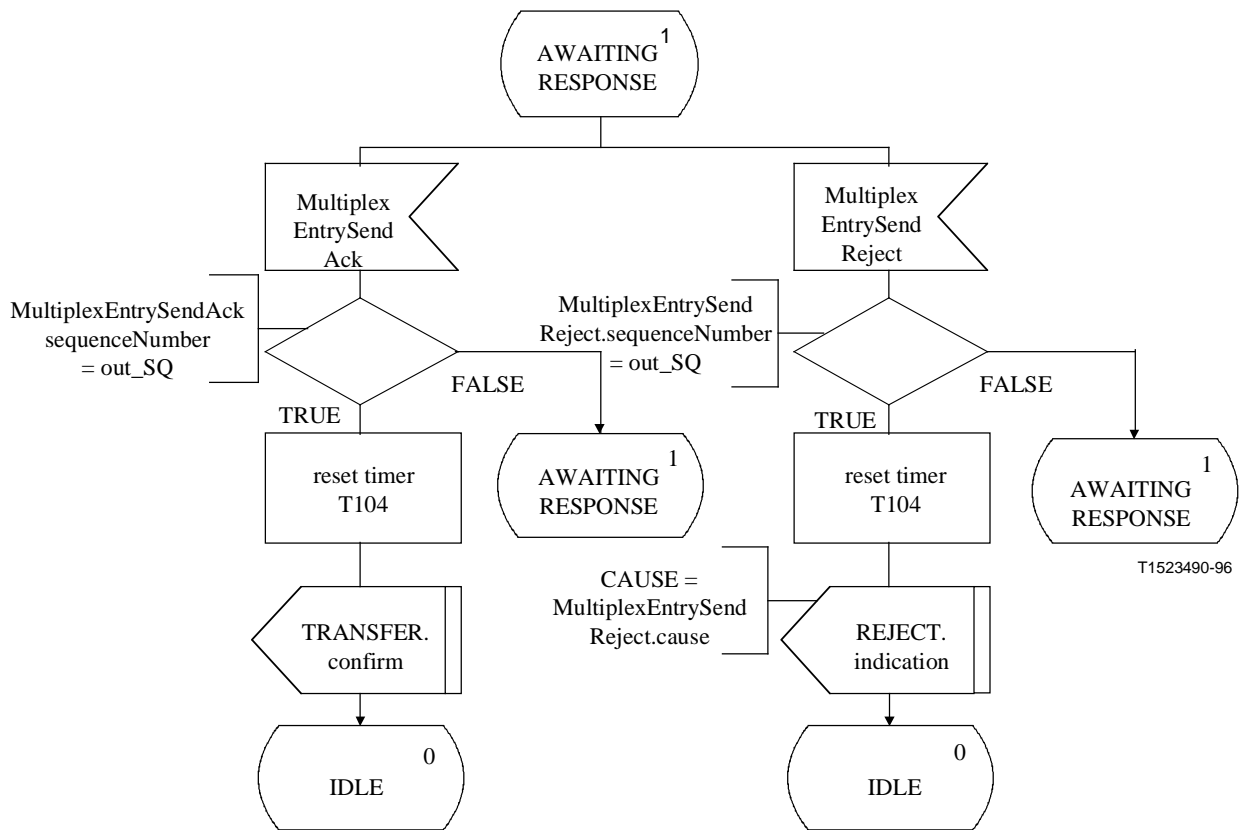 1
AWAITING
RESPONSE
Multiplex
EntrySend
Ack
Multiplex
EntrySend
Reject
MultiplexEntrySendAck
sequenceNumber
= out_SQ
MultiplexEntrySend
Reject.sequenceNumber
= out_SQ
FALSE
FALSE
TRUE
TRUE
reset timer
T104
1
AWAITING
RESPONSE
reset timer
T104
1
AWAITING
RESPONSE
T1523490-96
CAUSE =
MultiplexEntrySend
Reject.cause
TRANSFER.
confirm
REJECT.
indication
0
IDLE
0
IDLE